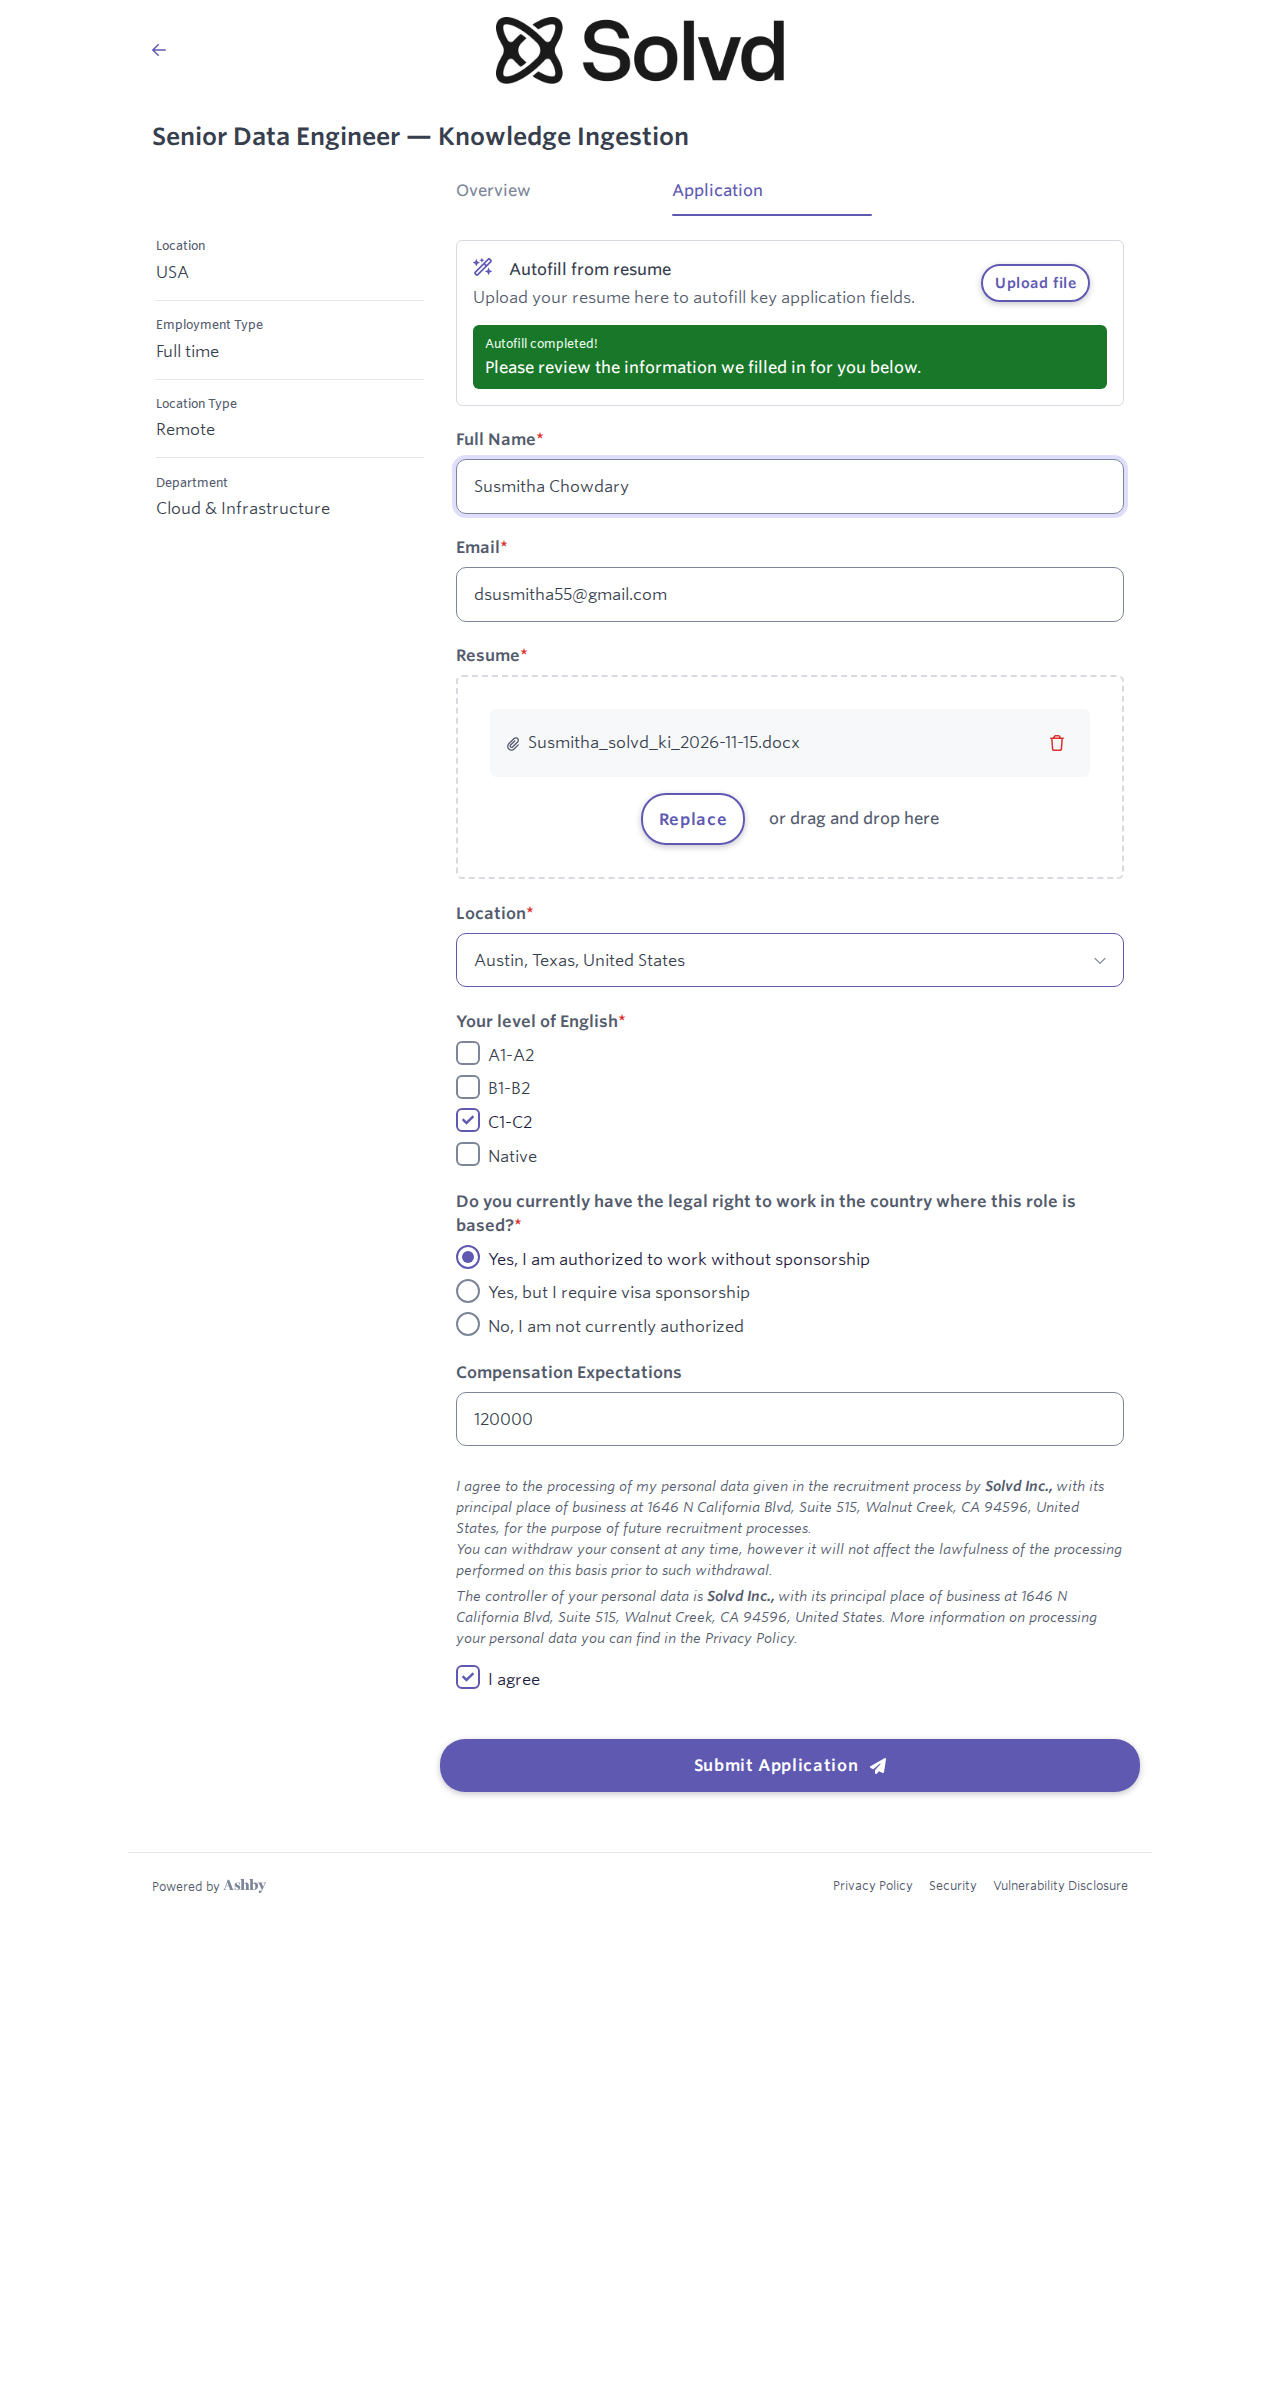 Solvd
Senior Data Engineer — Knowledge Ingestion
Overview
Application
Location
USA
Employment Type
Full time
Location Type
Remote
Department
Cloud & Infrastructure
Autofill from resume
Upload your resume here to autofill key application fields.
Upload file
Autofill completed!
Please review the information we filled in for you below.
Full Name*
Susmitha Chowdary
Email*
dsusmitha55@gmail.com
Resume*
Susmitha_solvd_ki_2026-11-15.docx
Replace
or drag and drop here
Location*
Austin, Texas, United States
Your level of English*
A1-A2
B1-B2
C1-C2
Native
Do you currently have the legal right to work in the country where this role is
based?*
Yes, I am authorized to work without sponsorship
Yes, but I require visa sponsorship
No, I am not currently authorized
Compensation Expectations
120000
I agree to the processing of my personal data given in the recruitment process by Solvd Inc., with its
principal place of business at 1646 N California Blvd, Suite 515, Walnut Creek, CA 94596, United
States, for the purpose of future recruitment processes.
You can withdraw your consent at any time, however it will not affect the lawfulness of the processing
performed on this basis prior to such withdrawal.
The controller of your personal data is Solvd Inc., with its principal place of business at 1646 N
California Blvd, Suite 515, Walnut Creek, CA 94596, United States. More information on processing
your personal data you can find in the Privacy Policy.
I agree
Submit Application
Powered by Ashby
Privacy Policy
Security
Vulnerability Disclosure